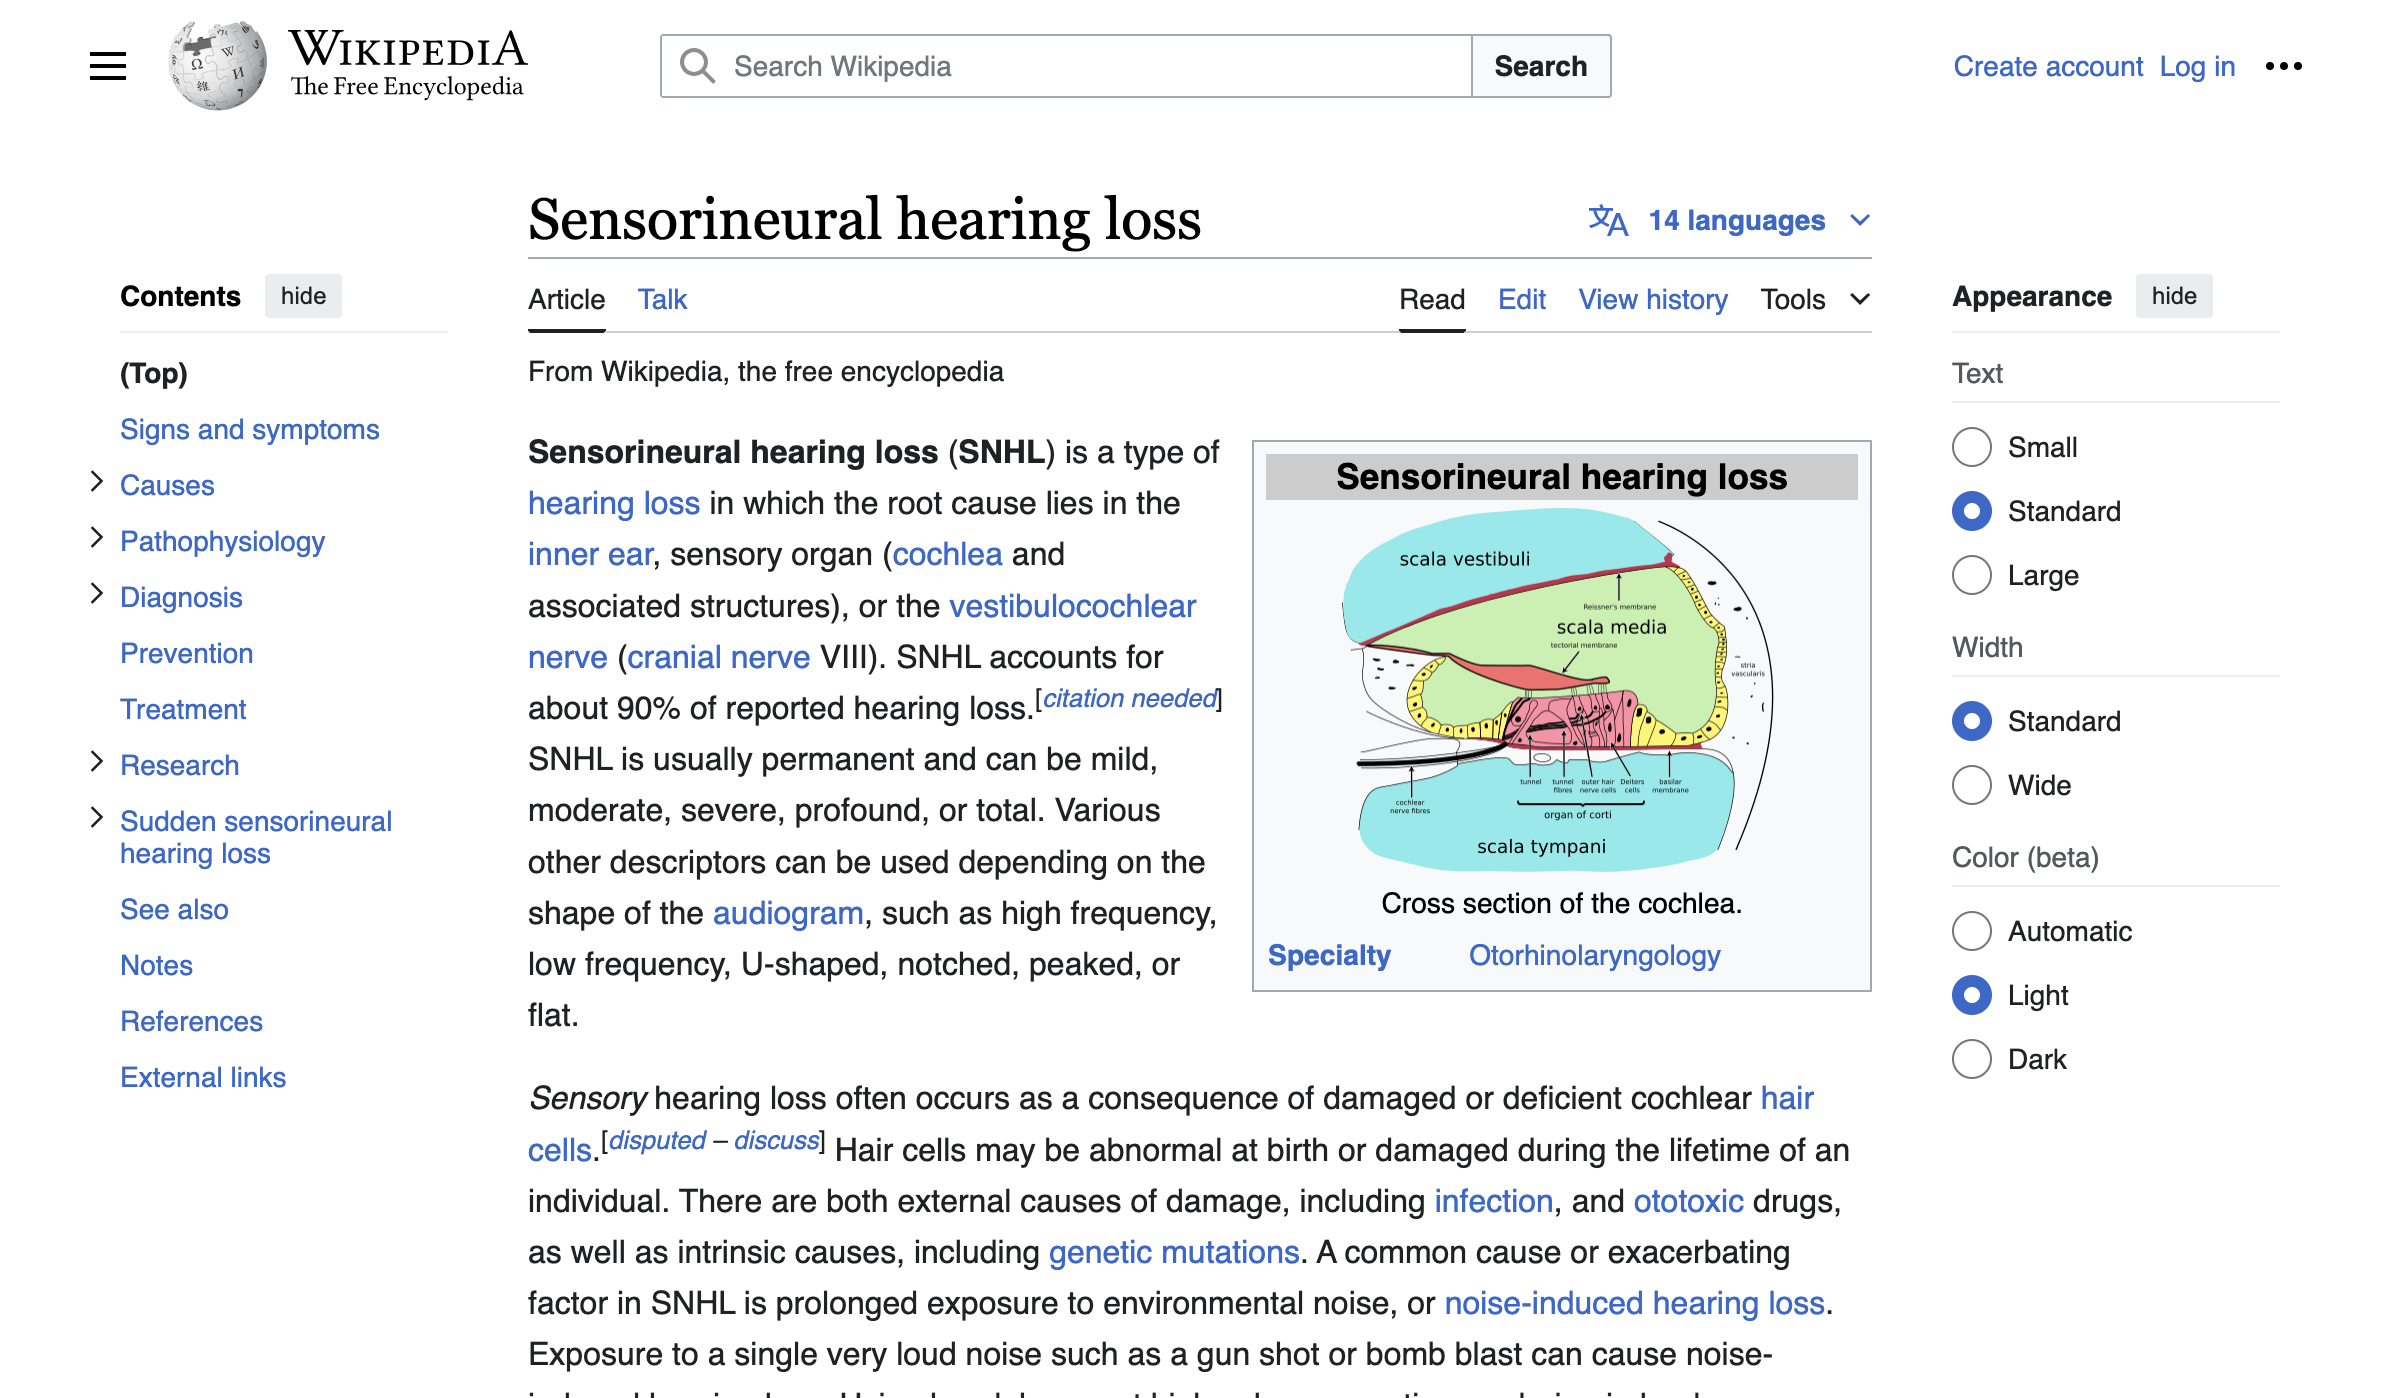 WIKIPEDIA
The Free Encyclopedia
Search Wikipedia
Search
Create account Log in
Sensorineural hearing loss
14 languages
Contents hide
(Top)
Signs and symptoms
Causes
Pathophysiology
Diagnosis
Prevention
Treatment
Research
Sudden sensorineural
hearing loss
See also
Notes
References
External links
Article Talk
Read Edit View history Tools
From Wikipedia, the free encyclopedia
Sensorineural hearing loss (SNHL) is a type of
hearing loss in which the root cause lies in the
inner ear, sensory organ (cochlea and
associated structures), or the vestibulocochlear
nerve (cranial nerve VIII). SNHL accounts for
about 90% of reported hearing loss.[citation needed]
SNHL is usually permanent and can be mild,
moderate, severe, profound, or total. Various
other descriptors can be used depending on the
shape of the audiogram, such as high frequency,
low frequency, U-shaped, notched, peaked, or
flat.
Sensorineural hearing loss
scala vestibuli
Reissner's membrane
scala media
tectorial membrane
stria
vascularis
cochlear
nerve fibres
tunnel
tunnel
fibres
outer hair
nerve cells
Deiters
cells
basilar
membrane
organ of corti
scala tympani
Cross section of the cochlea.
Specialty Otorhinolaryngology
Sensory hearing loss often occurs as a consequence of damaged or deficient cochlear hair
cells.[disputed – discuss] Hair cells may be abnormal at birth or damaged during the lifetime of an
individual. There are both external causes of damage, including infection, and ototoxic drugs,
as well as intrinsic causes, including genetic mutations. A common cause or exacerbating
factor in SNHL is prolonged exposure to environmental noise, or noise-induced hearing loss.
Exposure to a single very loud noise such as a gun shot or bomb blast can cause noise-
Appearance hide
Text
Small
Standard
Large
Width
Standard
Wide
Color (beta)
Automatic
Light
Dark